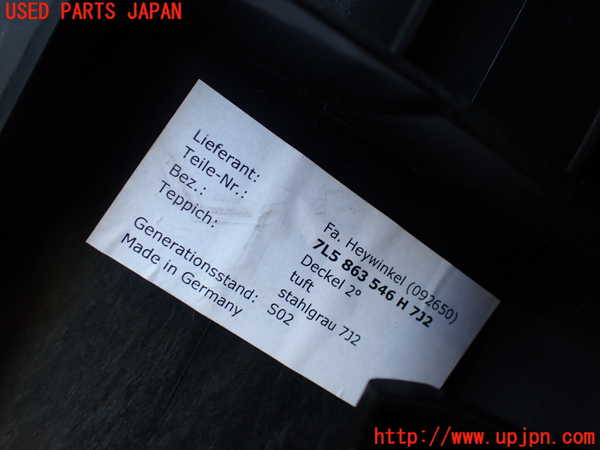 USED PARTS JAPAN
Lieferant: Fa. Heywinkel (092650)
Teile-Nr.: 7L5 863 546 H 7J2
Bez.: Deckel 2°
Teppich: tuft
stahlgrau 7J2
Generationsstand: S02
Made in Germany
http://www.upjpn.com/